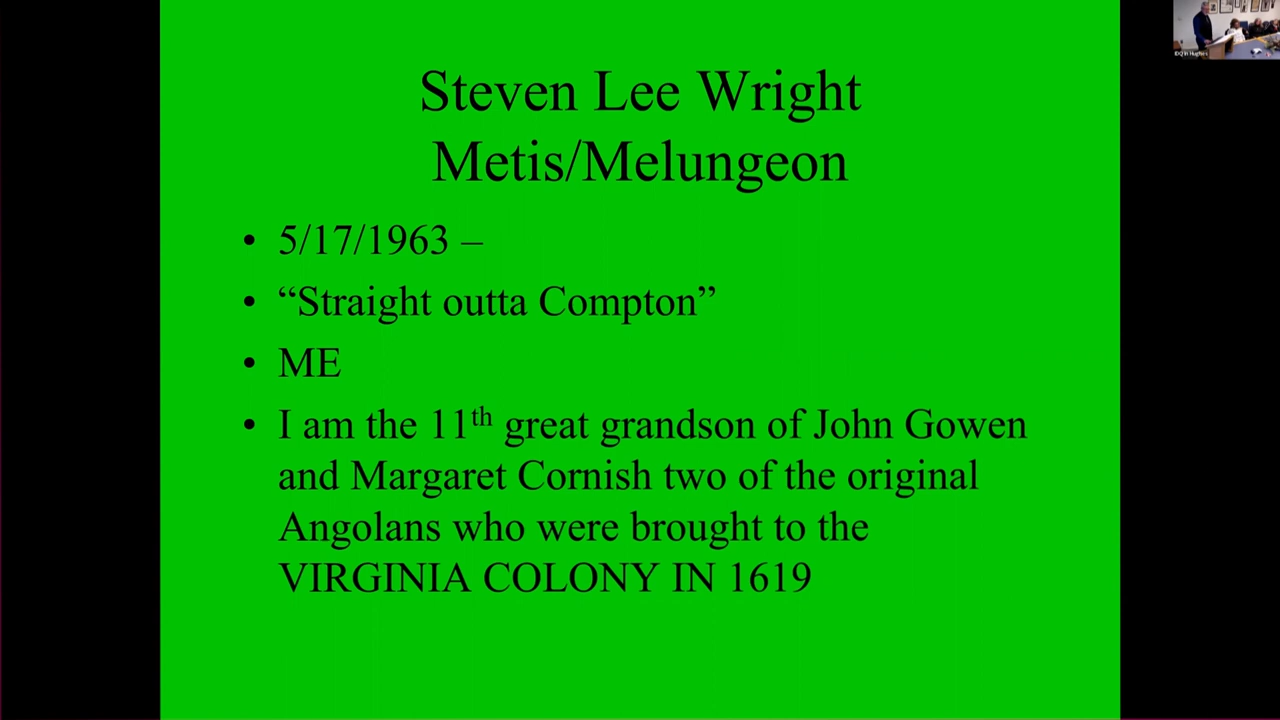 Steven Lee Wright
Metis/Melungeon
• 5/17/1963 –
• “Straight outta Compton”
• ME
• I am the 11th great grandson of John Gowen
and Margaret Cornish two of the original
Angolans who were brought to the
VIRGINIA COLONY IN 1619